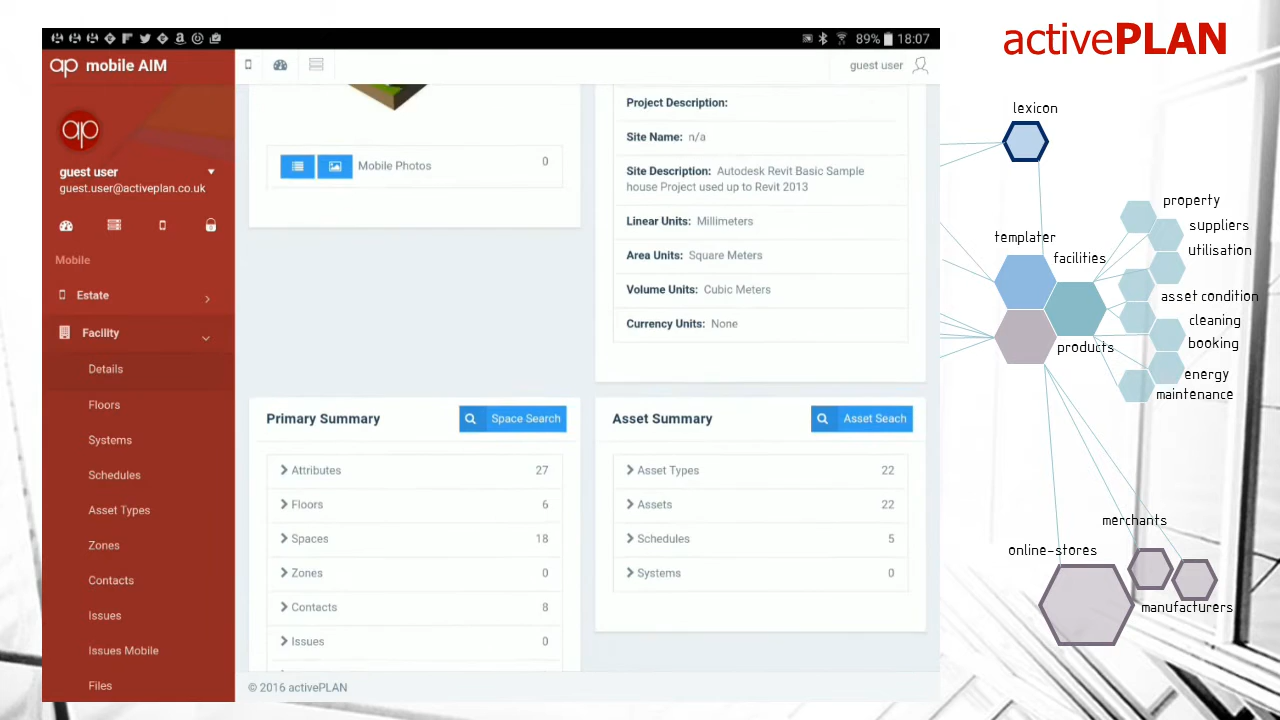 activePLAN
89% 18:07
ap mobile AIM
guest user
ap
guest user
guest.user@activeplan.co.uk
Mobile
Estate
Facility
Details
Floors
Systems
Schedules
Asset Types
Zones
Contacts
Issues
Issues Mobile
Files
Mobile Photos 0
Project Description:
Site Name: n/a
Site Description: Autodesk Revit Basic Sample
house Project used up to Revit 2013
Linear Units: Millimeters
Area Units: Square Meters
Volume Units: Cubic Meters
Currency Units: None
Primary Summary Space Search
Attributes 27
Floors 6
Spaces 18
Zones 0
Contacts 8
Issues 0
Asset Summary Asset Seach
Asset Types 22
Assets 22
Schedules 5
Systems 0
© 2016 activePLAN
lexicon
templater
facilities
products
property
suppliers
utilisation
asset condition
cleaning
booking
energy
maintenance
merchants
online-stores
manufacturers